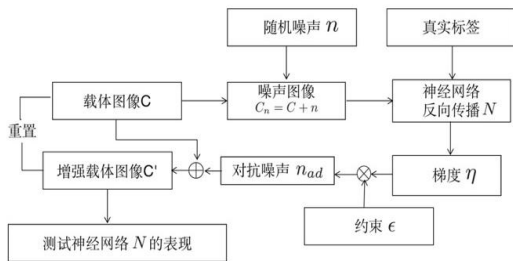 随机噪声 n
真实标签
载体图像C
噪声图像
C_n = C + n
神经网络
反向传播 N
重置
增强载体图像C'
⊕
对抗噪声 n_ad
⊗
梯度 η
测试神经网络 N 的表现
约束 ϵ